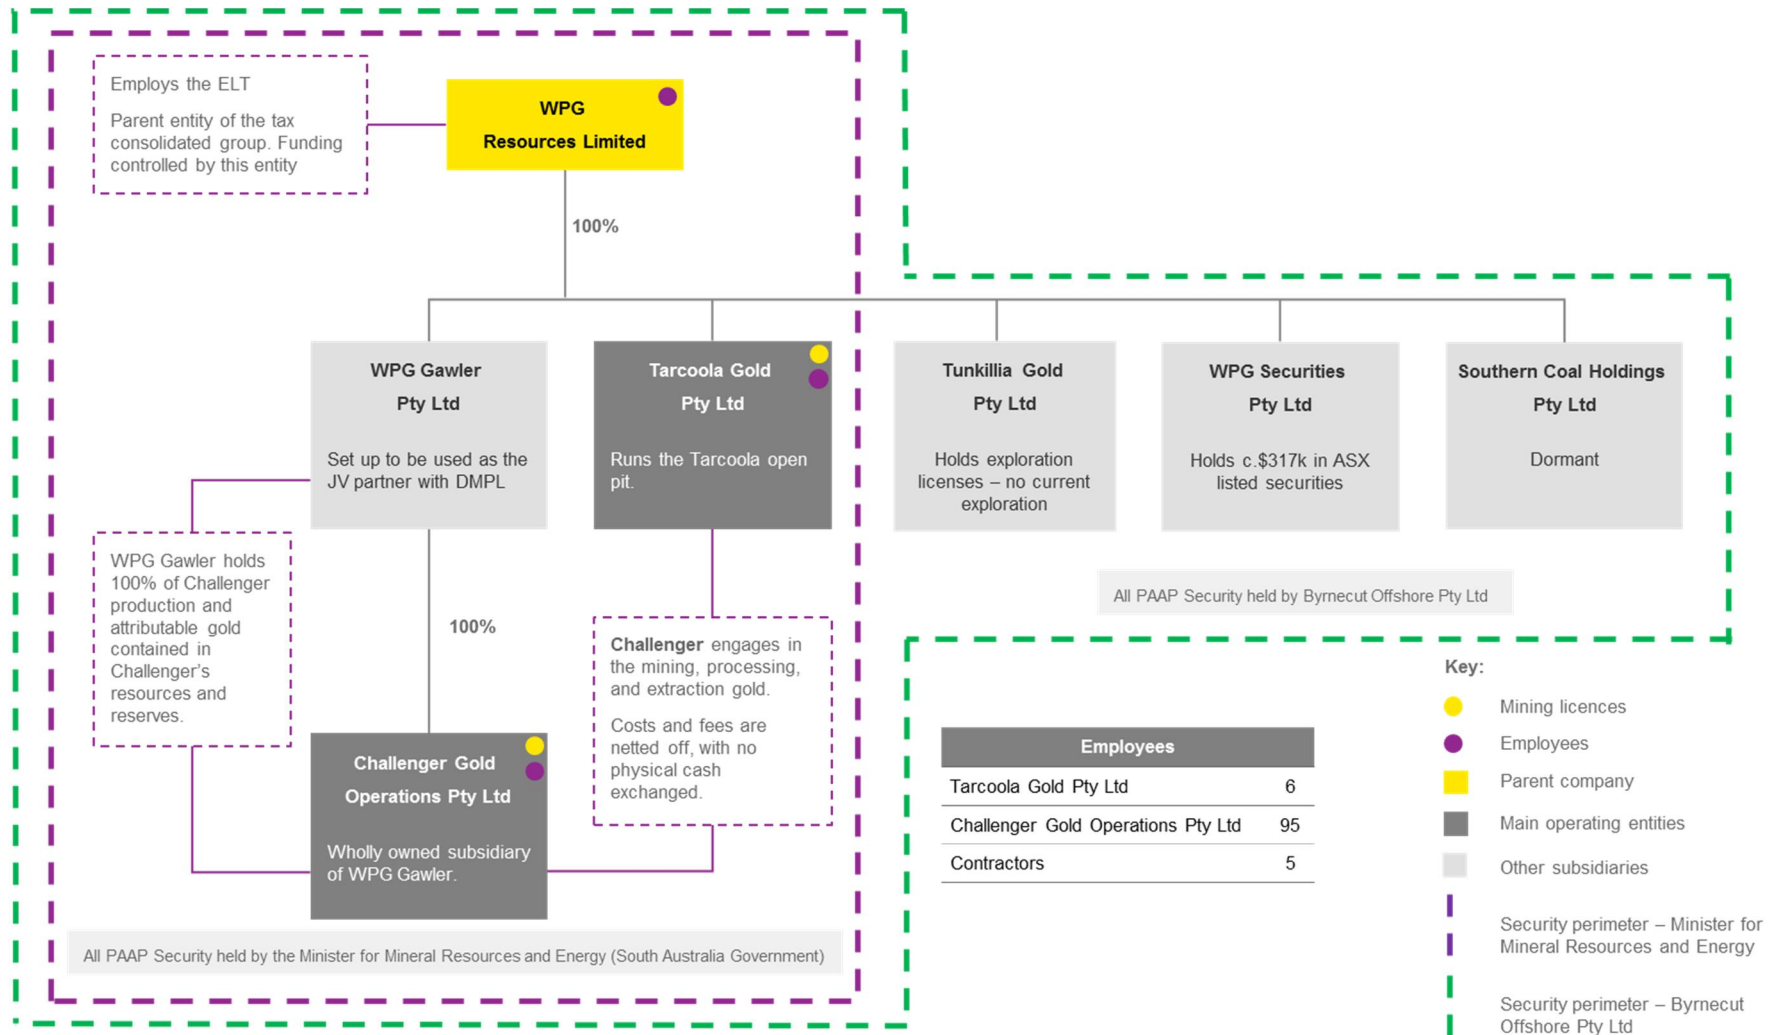 Employs the ELT
Parent entity of the tax
consolidated group. Funding
controlled by this entity
WPG
Resources Limited
100%
WPG Gawler
Pty Ltd
Set up to be used as the
JV partner with DMPL
Tarcoola Gold
Pty Ltd
Runs the Tarcoola open
pit.
Tunkillia Gold
Pty Ltd
Holds exploration
licenses – no current
exploration
WPG Securities
Pty Ltd
Holds c.$317k in ASX
listed securities
Southern Coal Holdings
Pty Ltd
Dormant
WPG Gawler holds
100% of Challenger
production and
attributable gold
contained in
Challenger's
resources and
reserves.
100%
Challenger engages in
the mining, processing,
and extraction gold.
Costs and fees are
netted off, with no
physical cash
exchanged.
All PAAP Security held by Byrnecut Offshore Pty Ltd
Challenger Gold
Operations Pty Ltd
Wholly owned subsidiary
of WPG Gawler.
All PAAP Security held by the Minister for Mineral Resources and Energy (South Australia Government)
Employees
Tarcoola Gold Pty Ltd 6
Challenger Gold Operations Pty Ltd 95
Contractors 5
Key:
Mining licences
Employees
Parent company
Main operating entities
Other subsidiaries
Security perimeter – Minister for
Mineral Resources and Energy
Security perimeter – Byrnecut
Offshore Pty Ltd